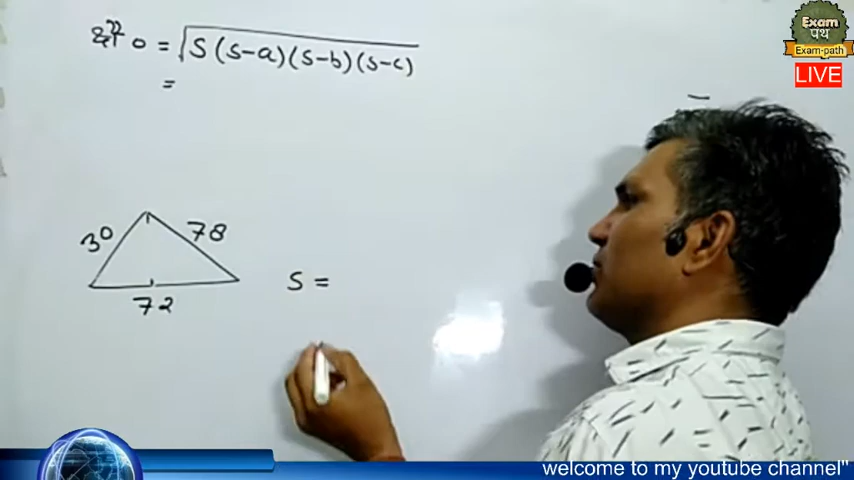 क्षे० = √S(S-a)(S-b)(S-c)
=
30
78
72
S =
Exam
पथ
Exam-path
LIVE
welcome to my youtube channel"